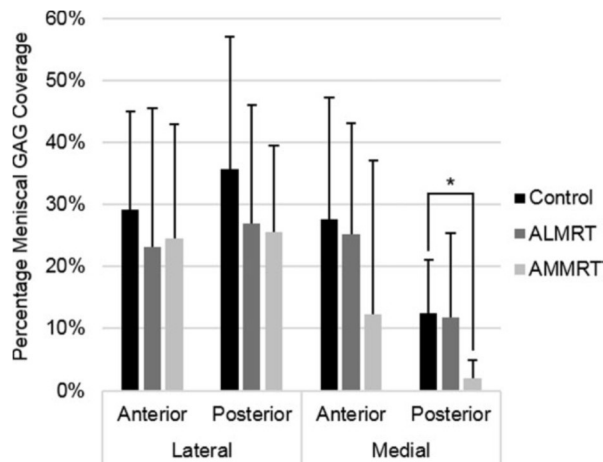 Percentage Meniscal GAG Coverage
60%
50%
40%
30%
20%
10%
0%
*
Control
ALMRT
AMMRT
Anterior Posterior Anterior Posterior
Lateral Medial